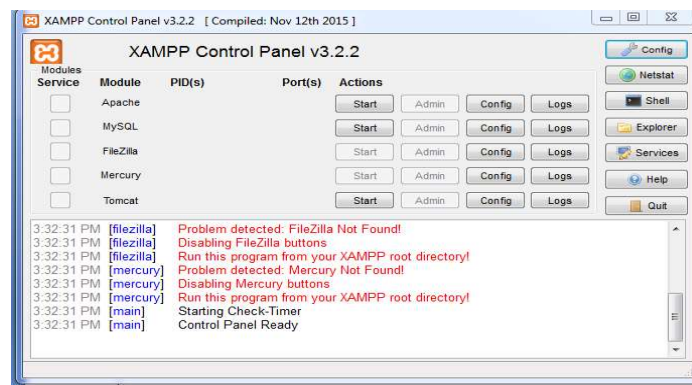 XAMPP Control Panel v3.2.2 [ Compiled: Nov 12th 2015 ]
XAMPP Control Panel v3.2.2
Config
Modules
Service Module PID(s) Port(s) Actions
Netstat
Apache Start Admin Config Logs
Shell
MySQL Start Admin Config Logs
Explorer
FileZilla Start Admin Config Logs
Services
Mercury Start Admin Config Logs
Help
Tomcat Start Admin Config Logs
Quit
3:32:31 PM [filezilla] Problem detected: FileZilla Not Found!
3:32:31 PM [filezilla] Disabling FileZilla buttons
3:32:31 PM [filezilla] Run this program from your XAMPP root directory!
3:32:31 PM [mercury] Problem detected: Mercury Not Found!
3:32:31 PM [mercury] Disabling Mercury buttons
3:32:31 PM [mercury] Run this program from your XAMPP root directory!
3:32:31 PM [main] Starting Check-Timer
3:32:31 PM [main] Control Panel Ready